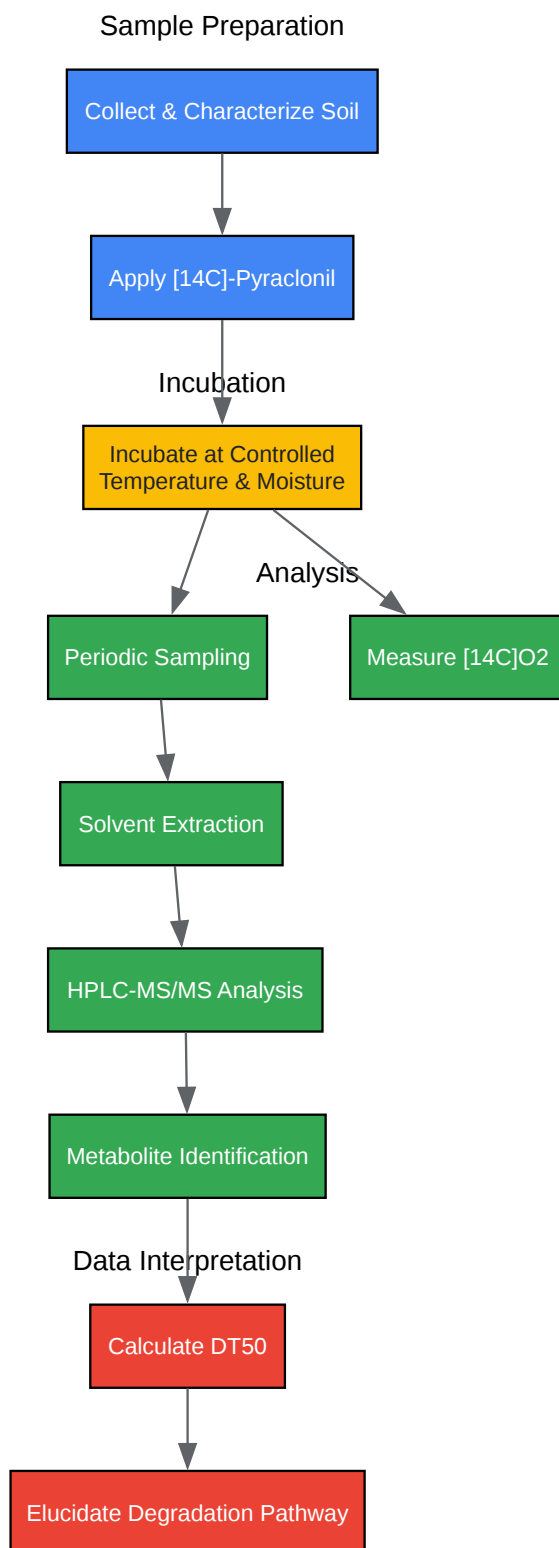 Sample Preparation
Collect & Characterize Soil
Apply [14C]-Pyraclonil
Incubation
Incubate at Controlled
Temperature & Moisture
Analysis
Periodic Sampling
Measure [14C]O2
Solvent Extraction
HPLC-MS/MS Analysis
Metabolite Identification
Data Interpretation
Calculate DT50
Elucidate Degradation Pathway